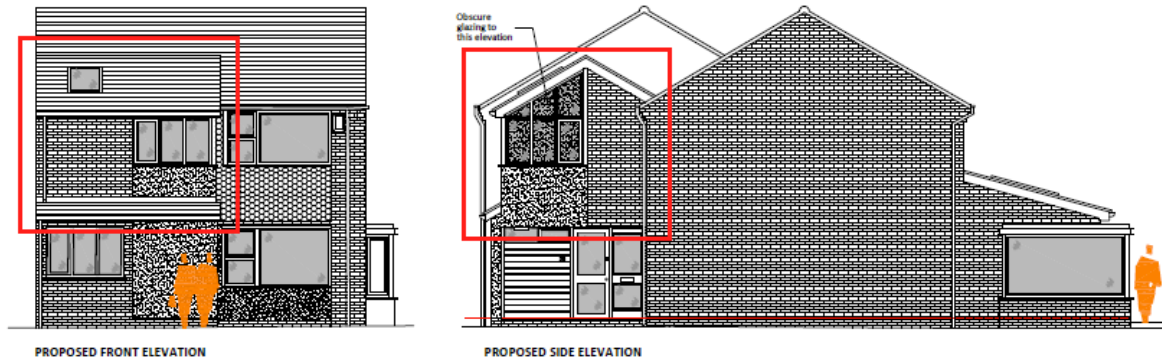 Obscure
glazing to
this elevation
PROPOSED FRONT ELEVATION
PROPOSED SIDE ELEVATION